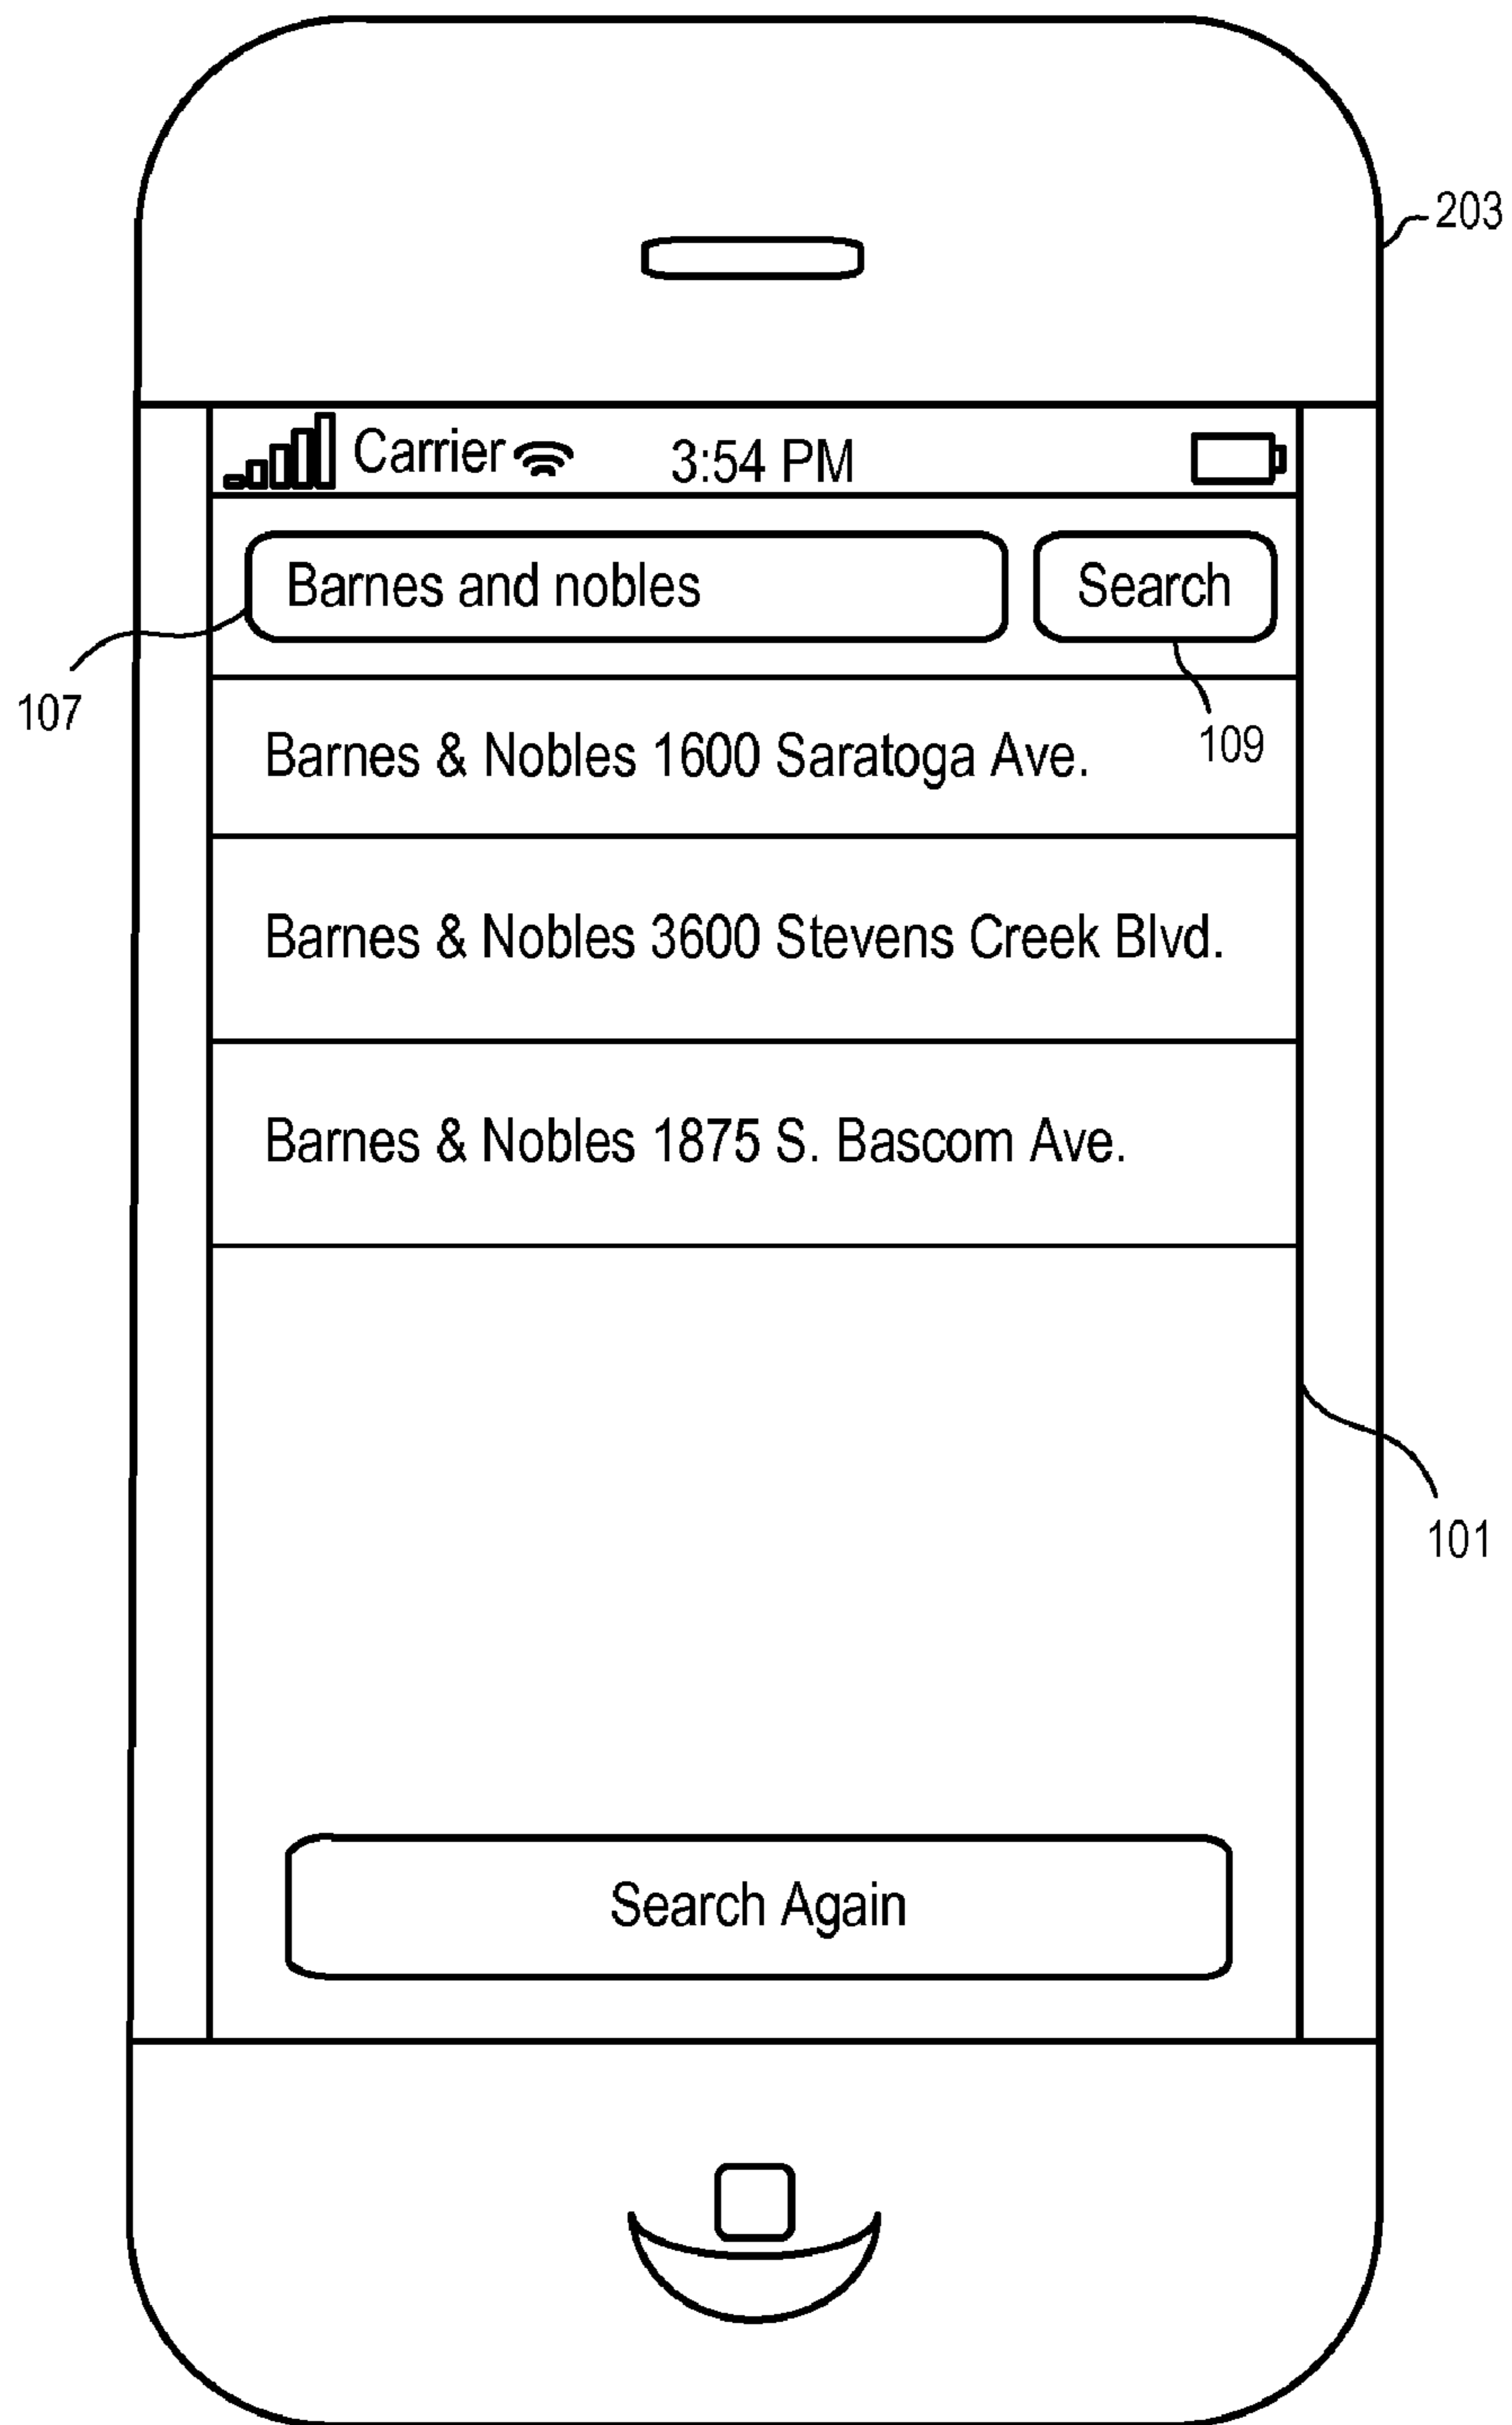 203
Carrier 3:54 PM
Barnes and nobles Search
107
109
Barnes & Nobles 1600 Saratoga Ave.
Barnes & Nobles 3600 Stevens Creek Blvd.
Barnes & Nobles 1875 S. Bascom Ave.
101
Search Again